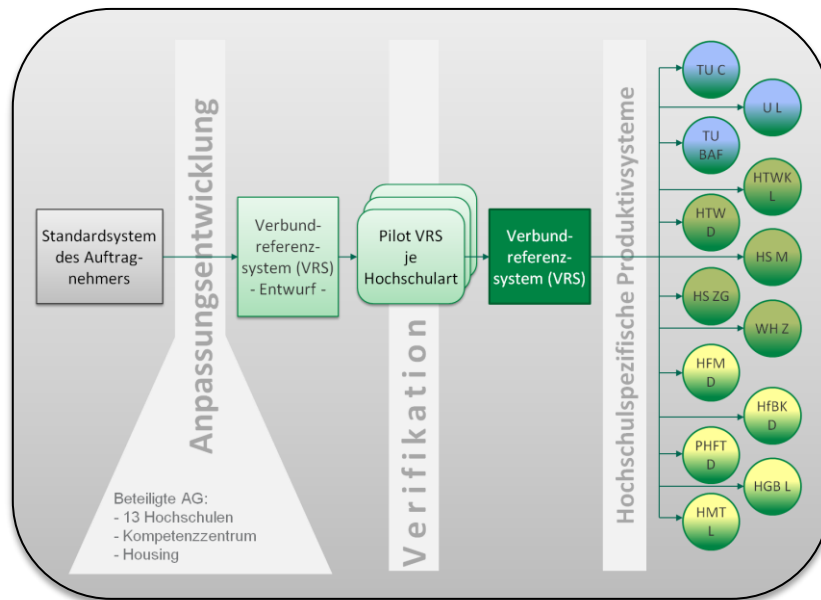 Standardsystem
des Auftrag-
nehmers
Anpassungsentwicklung
Beteiligte AG:
- 13 Hochschulen
- Kompetenzzentrum
- Housing
Verbund-
referenz-
system (VRS)
- Entwurf -
Pilot VRS
je
Hochschulart
Verifikation
Verbund-
referenz-
system (VRS)
Hochschulspezifische Produktivsysteme
TU C
U L
TU
BAF
HTWK
L
HTW
D
HS M
HS ZG
WH Z
HFM
D
HfBK
D
PHFT
D
HGB L
HMT
L